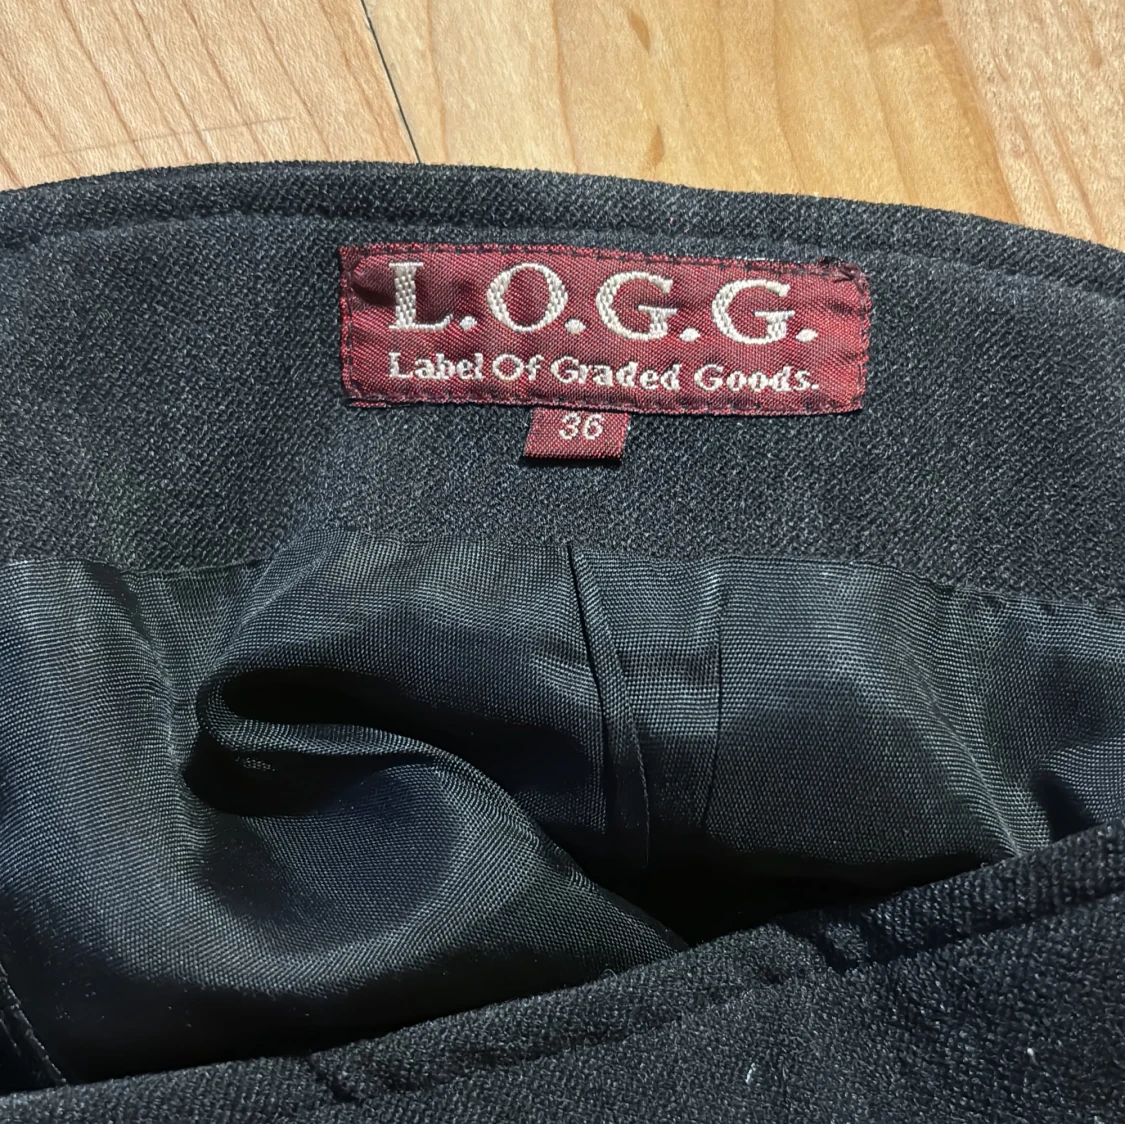 L.O.G.G.
Label Of Graded Goods.
36